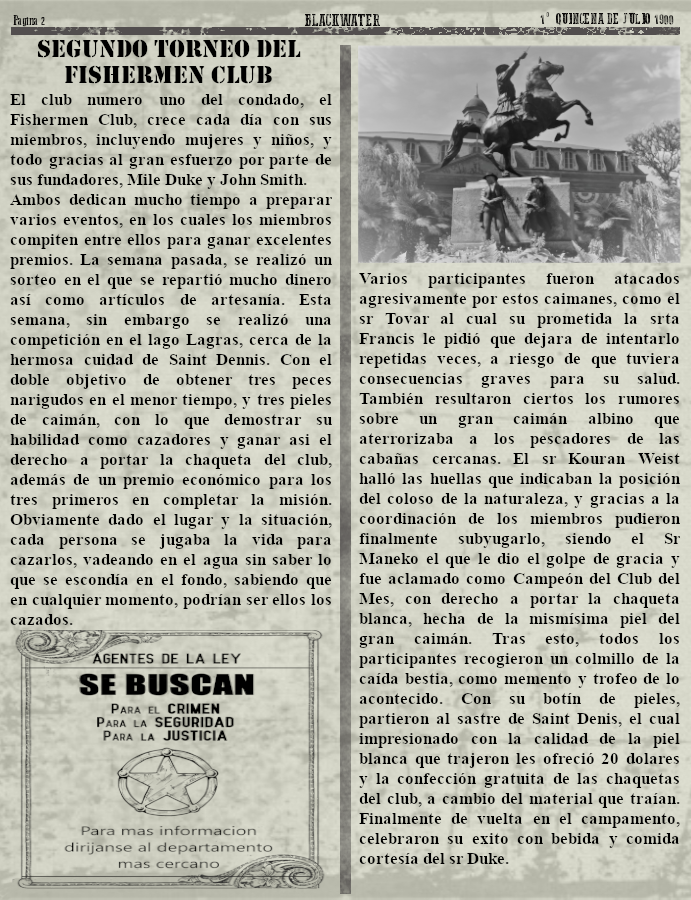 Pagina 2
BLACKWATER
1ª QUINCENA DE JULIO 1900
SEGUNDO TORNEO DEL
FISHERMEN CLUB
El club numero uno del condado, el
Fishermen Club, crece cada día con sus
miembros, incluyendo mujeres y niños, y
todo gracias al gran esfuerzo por parte de
sus fundadores, Mile Duke y John Smith.
Ambos dedican mucho tiempo a preparar
varios eventos, en los cuales los miembros
compiten entre ellos para ganar excelentes
premios. La semana pasada, se realizó un
sorteo en el que se repartió mucho dinero
así como artículos de artesanía. Esta
semana, sin embargo se realizó una
competición en el lago Lagras, cerca de la
hermosa cuidad de Saint Dennis. Con el
doble objetivo de obtener tres peces
narigudos en el menor tiempo, y tres pieles
de caimán, con lo que demostrar su
habilidad como cazadores y ganar asi el
derecho a portar la chaqueta del club,
además de un premio económico para los
tres primeros en completar la misión.
Obviamente dado el lugar y la situación,
cada persona se jugaba la vida para
cazarlos, vadeando en el agua sin saber lo
que se escondía en el fondo, sabiendo que
en cualquier momento, podrían ser ellos los
cazados.
AGENTES DE LA LEY
SE BUSCAN
PARA EL CRIMEN
PARA LA SEGURIDAD
PARA LA JUSTICIA
Para mas informacion
dirijanse al departamento
mas cercano
Varios participantes fueron atacados
agresivamente por estos caimanes, como el
sr Tovar al cual su prometida la srta
Francis le pidió que dejara de intentarlo
repetidas veces, a riesgo de que tuviera
consecuencias graves para su salud.
También resultaron ciertos los rumores
sobre un gran caimán albino que
aterrorizaba a los pescadores de las
cabañas cercanas. El sr Kouran Weist
halló las huellas que indicaban la posición
del coloso de la naturaleza, y gracias a la
coordinación de los miembros pudieron
finalmente subyugarlo, siendo el Sr
Maneko el que le dio el golpe de gracia y
fue aclamado como Campeón del Club del
Mes, con derecho a portar la chaqueta
blanca, hecha de la mismísima piel del
gran caimán. Tras esto, todos los
participantes recogieron un colmillo de la
caída bestia, como memento y trofeo de lo
acontecido. Con su botín de pieles,
partieron al sastre de Saint Denis, el cual
impresionado con la calidad de la piel
blanca que trajeron les ofreció 20 dolares
y la confección gratuita de las chaquetas
del club, a cambio del material que traían.
Finalmente de vuelta en el campamento,
celebraron su exito con bebida y comida
cortesía del sr Duke.